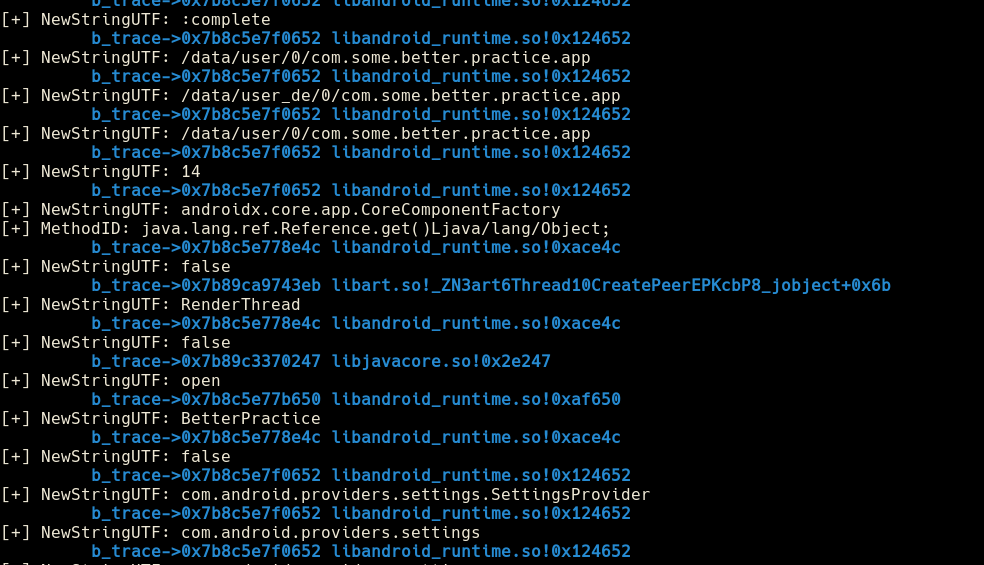 b_trace->0x7b8c5e7f0652 libandroid_runtime.so!0x124652
[+] NewStringUTF: :complete
b_trace->0x7b8c5e7f0652 libandroid_runtime.so!0x124652
[+] NewStringUTF: /data/user/0/com.some.better.practice.app
b_trace->0x7b8c5e7f0652 libandroid_runtime.so!0x124652
[+] NewStringUTF: /data/user_de/0/com.some.better.practice.app
b_trace->0x7b8c5e7f0652 libandroid_runtime.so!0x124652
[+] NewStringUTF: /data/user/0/com.some.better.practice.app
b_trace->0x7b8c5e7f0652 libandroid_runtime.so!0x124652
[+] NewStringUTF: 14
b_trace->0x7b8c5e7f0652 libandroid_runtime.so!0x124652
[+] NewStringUTF: androidx.core.app.CoreComponentFactory
[+] MethodID: java.lang.ref.Reference.get()Ljava/lang/Object;
b_trace->0x7b8c5e778e4c libandroid_runtime.so!0xace4c
[+] NewStringUTF: false
b_trace->0x7b89ca9743eb libart.so!_ZN3art6Thread10CreatePeerEPKcbP8_jobject+0x6b
[+] NewStringUTF: RenderThread
b_trace->0x7b8c5e778e4c libandroid_runtime.so!0xace4c
[+] NewStringUTF: false
b_trace->0x7b89c3370247 libjavacore.so!0x2e247
[+] NewStringUTF: open
b_trace->0x7b8c5e77b650 libandroid_runtime.so!0xaf650
[+] NewStringUTF: BetterPractice
b_trace->0x7b8c5e778e4c libandroid_runtime.so!0xace4c
[+] NewStringUTF: false
b_trace->0x7b8c5e7f0652 libandroid_runtime.so!0x124652
[+] NewStringUTF: com.android.providers.settings.SettingsProvider
b_trace->0x7b8c5e7f0652 libandroid_runtime.so!0x124652
[+] NewStringUTF: com.android.providers.settings
b_trace->0x7b8c5e7f0652 libandroid_runtime.so!0x124652